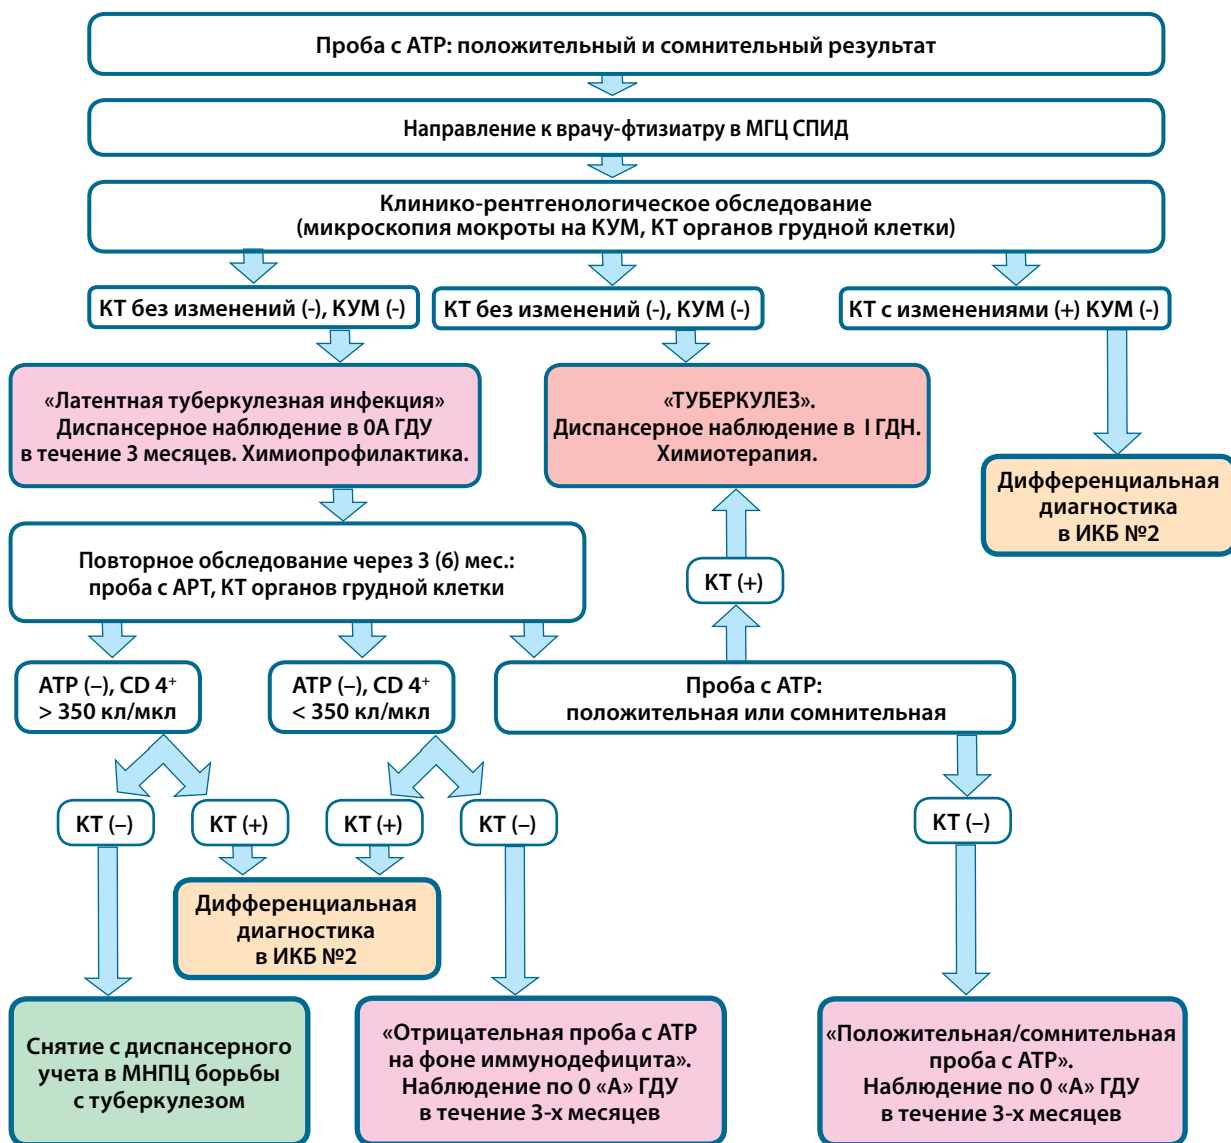 Проба с АТР: положительный и сомнительный результат
Направление к врачу-фтизиатру в МГЦ СПИД
Клинико-рентгенологическое обследование
(микроскопия мокроты на КУМ, КТ органов грудной клетки)
КТ без изменений (-), КУМ (-)
КТ без изменений (-), КУМ (-)
КТ с изменениями (+) КУМ (-)
«Латентная туберкулезная инфекция»
Диспансерное наблюдение в 0А ГДУ
в течение 3 месяцев. Химиопрофилактика.
«ТУБЕРКУЛЕЗ».
Диспансерное наблюдение в I ГДН.
Химиотерапия.
Дифференциальная
диагностика
в ИКБ №2
Повторное обследование через 3 (6) мес.:
проба с АРТ, КТ органов грудной клетки
КТ (+)
АТР (–), CD 4⁺
> 350 кл/мкл
АТР (–), CD 4⁺
< 350 кл/мкл
Проба с АТР:
положительная или сомнительная
КТ (–)
КТ (+)
КТ (+)
КТ (–)
КТ (–)
Дифференциальная
диагностика
в ИКБ №2
Снятие с диспансерного
учета в МНПЦ борьбы
с туберкулезом
«Отрицательная проба с АТР
на фоне иммунодефицита».
Наблюдение по 0 «А» ГДУ
в течение 3-х месяцев
«Положительная/сомнительная
проба с АТР».
Наблюдение по 0 «А» ГДУ
в течение 3-х месяцев